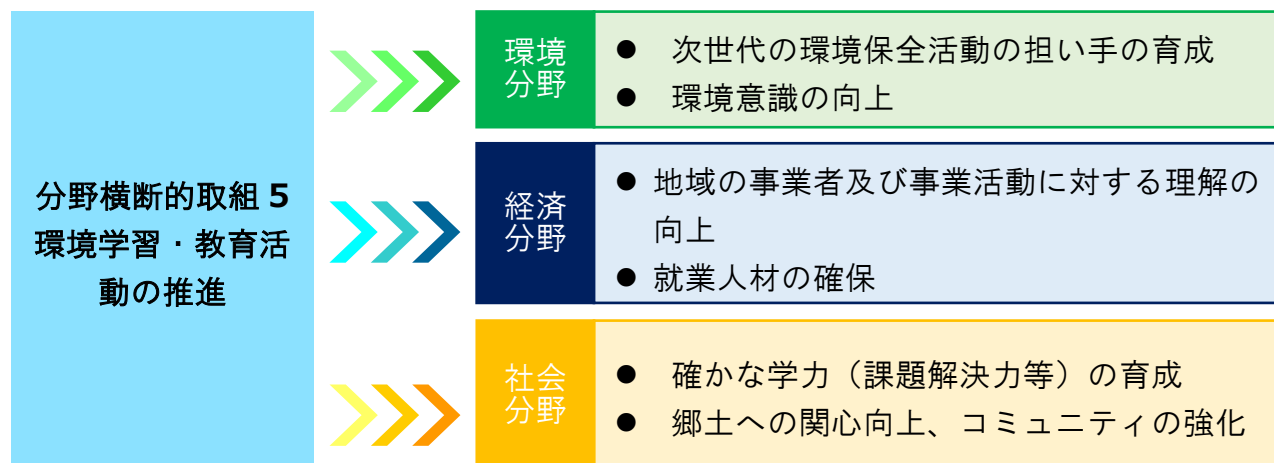 分野横断的取組5
環境学習・教育活
動の推進
環境
分野
● 次世代の環境保全活動の担い手の育成
● 環境意識の向上
経済
分野
● 地域の事業者及び事業活動に対する理解の
向上
● 就業人材の確保
社会
分野
● 確かな学力（課題解決力等）の育成
● 郷土への関心向上、コミュニティの強化